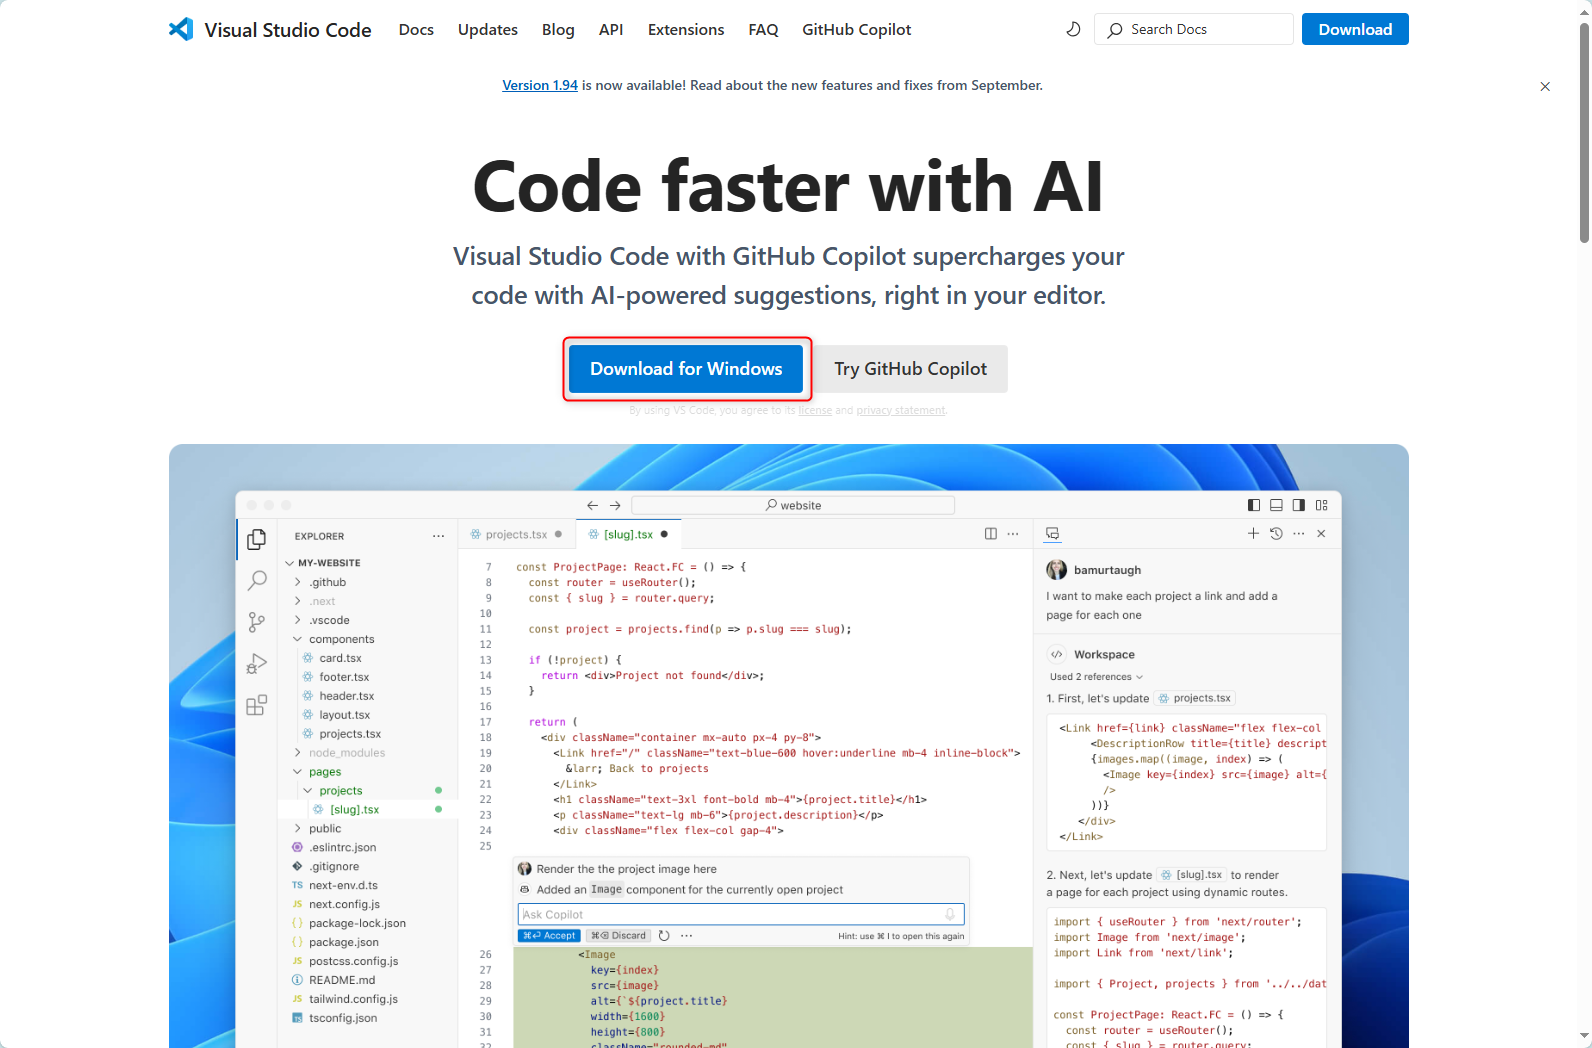 Visual Studio Code
Docs
Updates
Blog
API
Extensions
FAQ
GitHub Copilot
Search Docs
Download
Version 1.94 is now available! Read about the new features and fixes from September.
Code faster with AI
Visual Studio Code with GitHub Copilot supercharges your
code with AI-powered suggestions, right in your editor.
Download for Windows
Try GitHub Copilot
By using VS Code, you agree to its license and privacy statement.
website
EXPLORER
MY-WEBSITE
.github
.next
.vscode
components
card.tsx
footer.tsx
header.tsx
layout.tsx
projects.tsx
node_modules
pages
projects
[slug].tsx
public
.eslintrc.json
.gitignore
TS next-env.d.ts
JS next.config.js
{} package-lock.json
{} package.json
JS postcss.config.js
README.md
JS tailwind.config.js
TS tsconfig.json
projects.tsx
[slug].tsx
7 const ProjectPage: React.FC = () => {
8 const router = useRouter();
9 const { slug } = router.query;
10
11 const project = projects.find(p => p.slug === slug);
12
13 if (!project) {
14 return <div>Project not found</div>;
15 }
16
17 return (
18 <div className="container mx-auto px-4 py-8">
19 <Link href="/" className="text-blue-600 hover:underline mb-4 inline-block">
20 &larr; Back to projects
21 </Link>
22 <h1 className="text-3xl font-bold mb-4">{project.title}</h1>
23 <p className="text-lg mb-6">{project.description}</p>
24 <div className="flex flex-col gap-4">
25
Render the the project image here
Added an Image component for the currently open project
Ask Copilot
⌘⏎ Accept
⌘⌫ Discard
Hint: use ⌘ I to open this again
26 <Image
27 key={index}
28 src={image}
29 alt={`${project.title}
30 width={1600}
31 height={800}
32 className="rounded-md"
bamurtaugh
I want to make each project a link and add a
page for each one
Workspace
Used 2 references
1. First, let's update projects.tsx
<Link href={link} className="flex flex-col
<DescriptionRow title={title} descript
{images.map((image, index) => (
<Image key={index} src={image} alt={
/>
))}
</div>
</Link>
2. Next, let's update [slug].tsx to render
a page for each project using dynamic routes.
import { useRouter } from 'next/router';
import Image from 'next/image';
import Link from 'next/link';
import { Project, projects } from '../../dat
const ProjectPage: React.FC = () => {
const router = useRouter();
const { slug } = router.query;